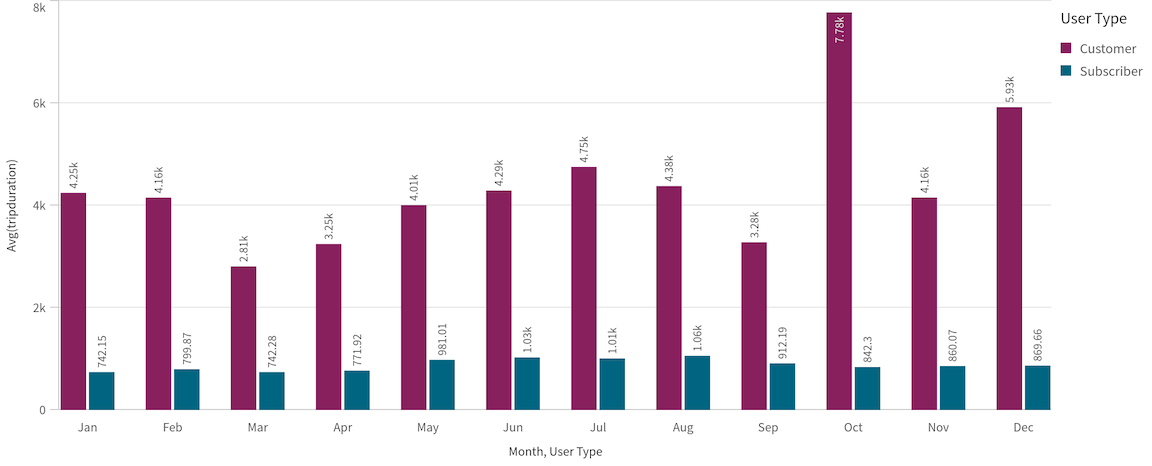 8k
6k
4k
2k
0
Avg(tripduration)
4.25k
742.15
4.16k
799.87
2.81k
742.28
3.25k
771.92
4.01k
981.01
4.29k
1.03k
4.75k
1.01k
4.38k
1.06k
3.28k
912.19
7.78k
842.3
4.16k
860.07
5.93k
869.66
Jan Feb Mar Apr May Jun Jul Aug Sep Oct Nov Dec
Month, User Type
User Type
Customer
Subscriber